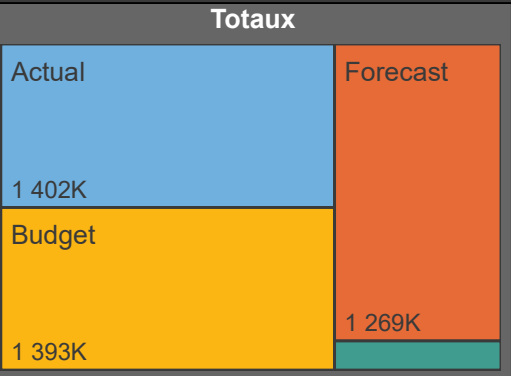 Totaux
Actual
1 402K
Budget
1 393K
Forecast
1 269K